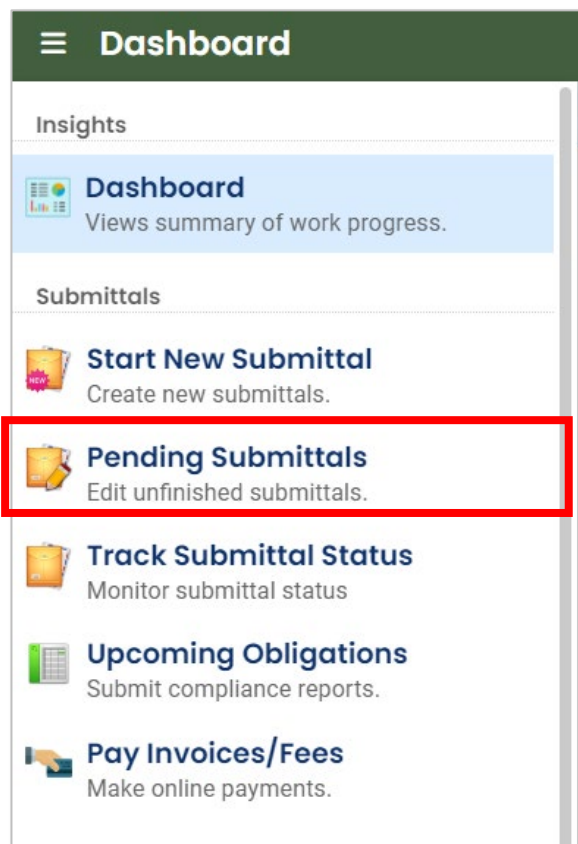 Dashboard
Insights
Dashboard
Views summary of work progress.
Submittals
Start New Submittal
NEW
Create new submittals.
Pending Submittals
Edit unfinished submittals.
Track Submittal Status
Monitor submittal status
Upcoming Obligations
Submit compliance reports.
Pay Invoices/Fees
Make online payments.